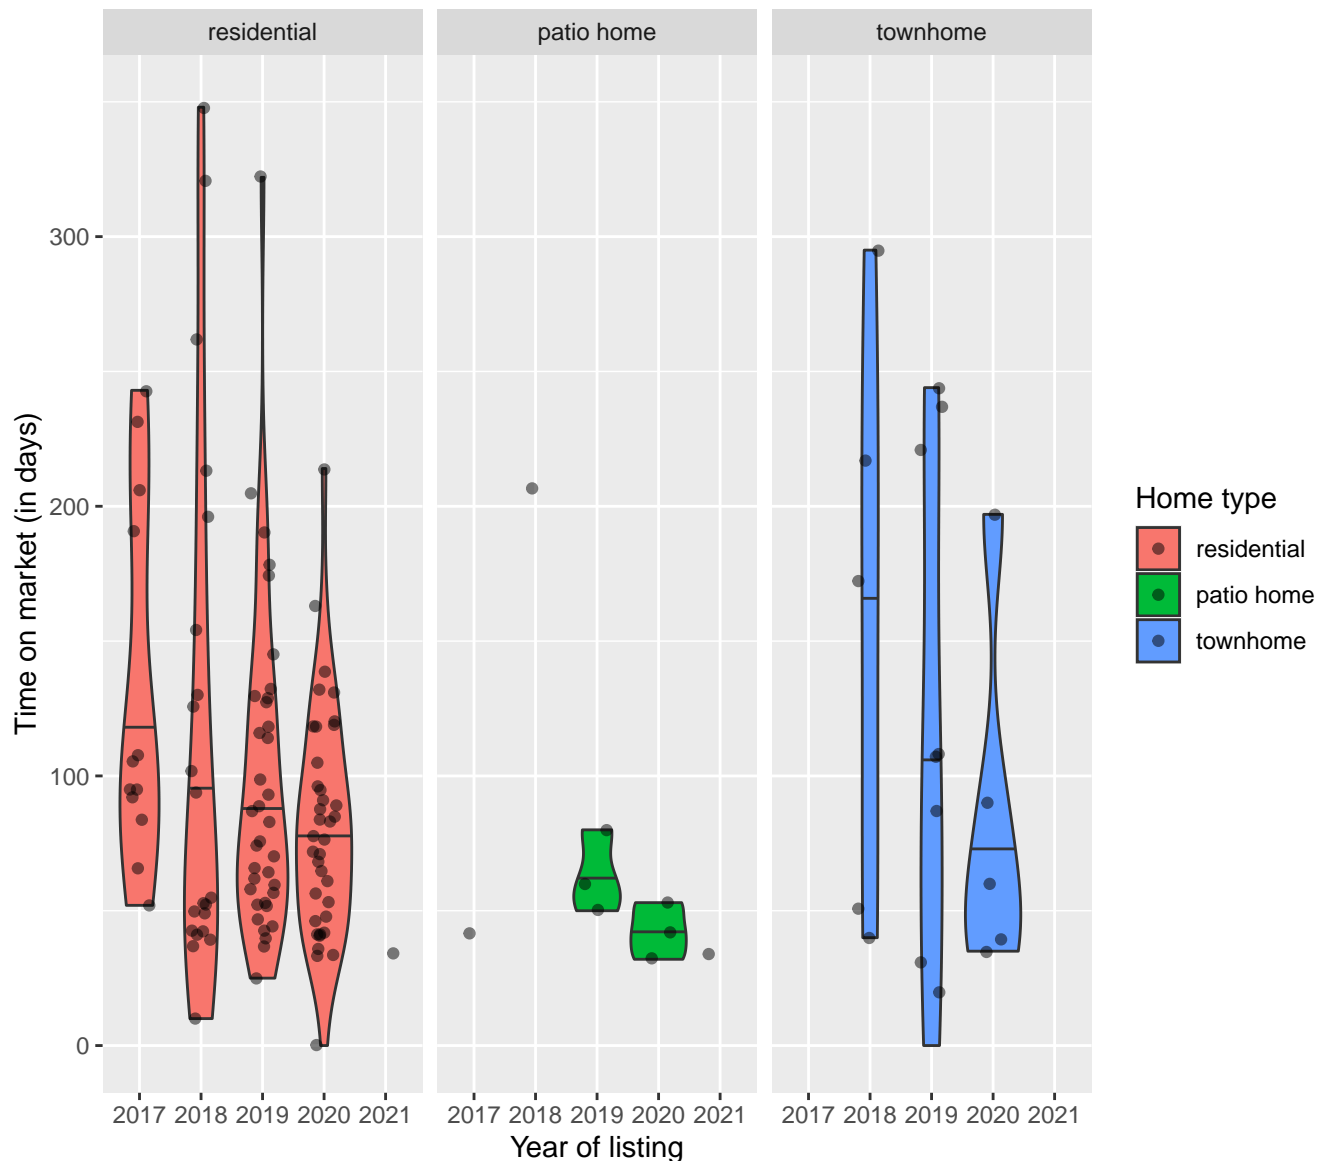 residential patio home townhome
300
200
100
0
Time on market (in days)
2017 2018 2019 2020 2021 2017 2018 2019 2020 2021 2017 2018 2019 2020 2021
Year of listing
Home type
residential
patio home
townhome